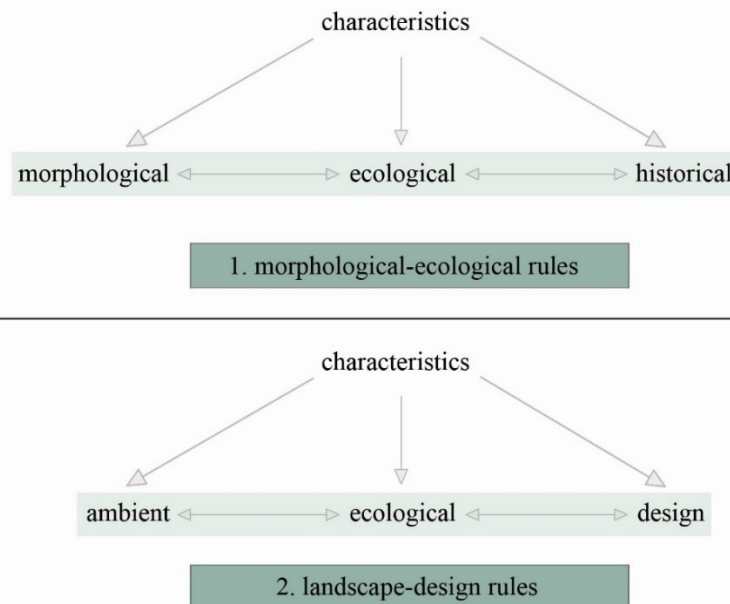 characteristics
morphological ecological historical
1. morphological-ecological rules
characteristics
ambient ecological design
2. landscape-design rules